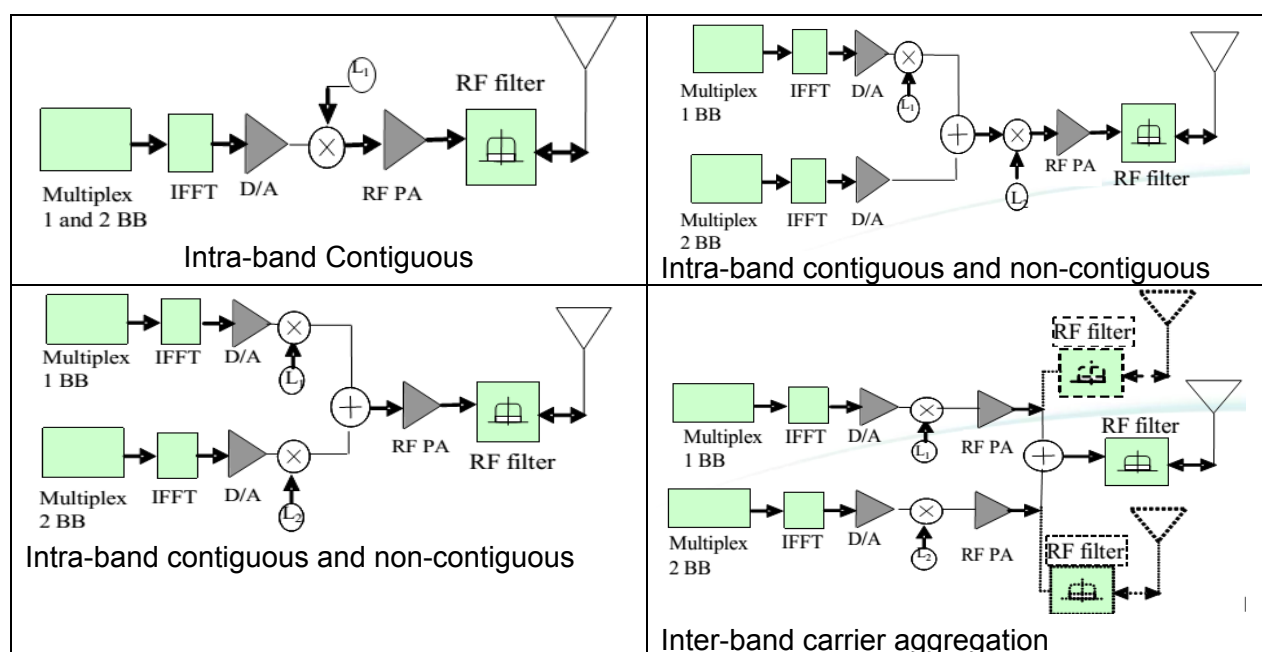 L1
RF filter
Multiplex
1 and 2 BB
IFFT
D/A
RF PA
Intra-band Contiguous
Multiplex
1 BB
IFFT
D/A
L1
Multiplex
2 BB
IFFT
D/A
L2
RF PA
RF filter
Intra-band contiguous and non-contiguous
Multiplex
1 BB
IFFT
D/A
L1
Multiplex
2 BB
IFFT
D/A
L2
RF PA
RF filter
Intra-band contiguous and non-contiguous
RF filter
Multiplex
1 BB
IFFT
D/A
L1
RF PA
RF filter
Multiplex
2 BB
IFFT
D/A
L2
RF PA
RF filter
Inter-band carrier aggregation